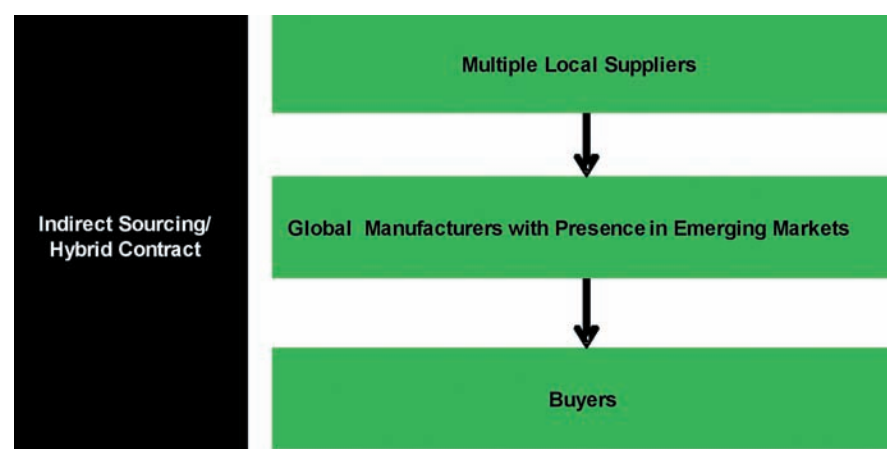 Multiple Local Suppliers
Indirect Sourcing/
Hybrid Contract
Global Manufacturers with Presence in Emerging Markets
Buyers